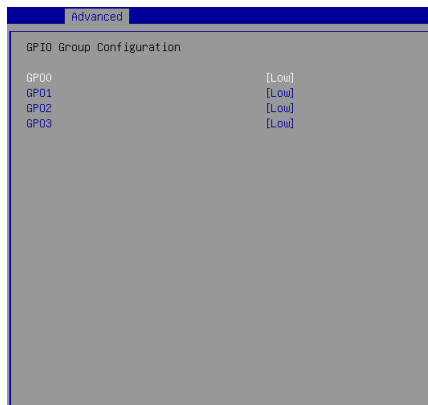 Advanced
GPIO Group Configuration
GPO0 [Low]
GPO1 [Low]
GPO2 [Low]
GPO3 [Low]